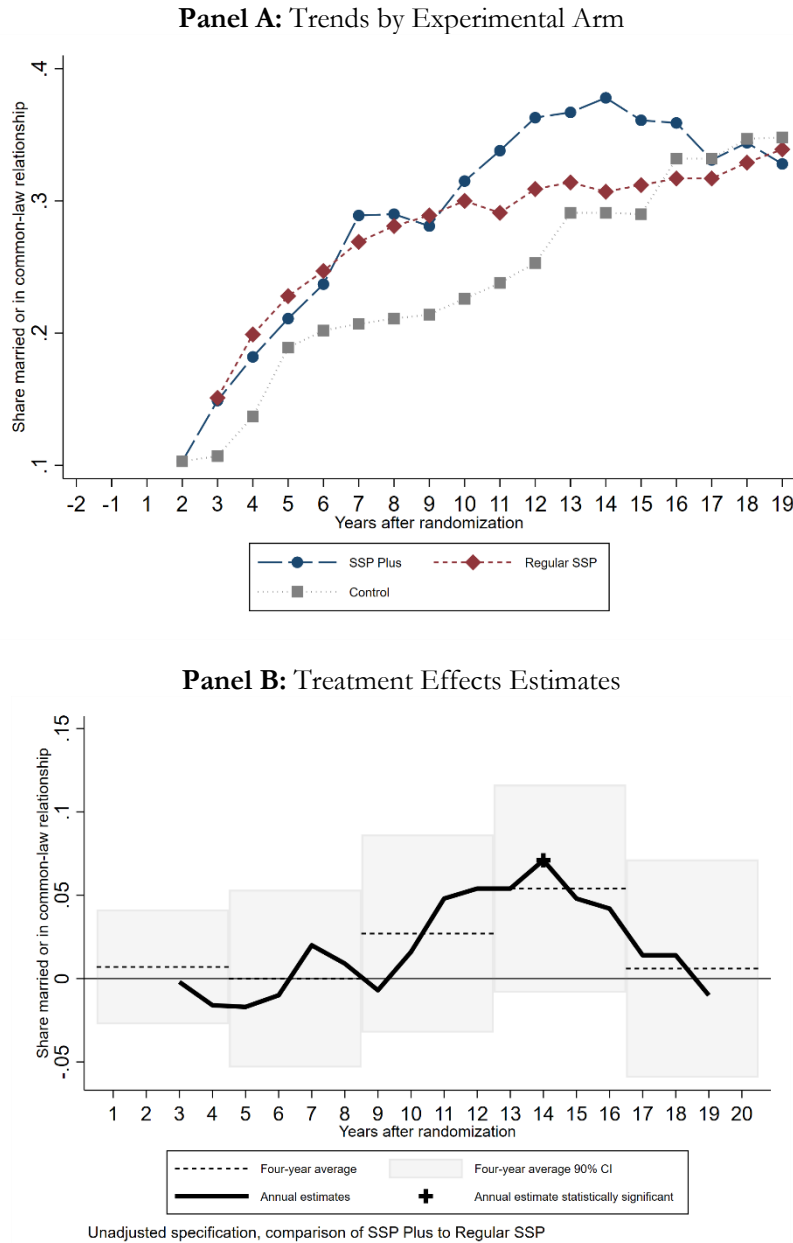 Panel A: Trends by Experimental Arm
Share married or in common-law relationship
.4
.3
.2
.1
-2 -1 1 2 3 4 5 6 7 8 9 10 11 12 13 14 15 16 17 18 19
Years after randomization
SSP Plus Regular SSP
Control
Panel B: Treatment Effects Estimates
Share married or in common-law relationship
.15
.1
.05
0
-.05
1 2 3 4 5 6 7 8 9 10 11 12 13 14 15 16 17 18 19 20
Years after randomization
Four-year average Four-year average 90% CI
Annual estimates Annual estimate statistically significant
Unadjusted specification, comparison of SSP Plus to Regular SSP